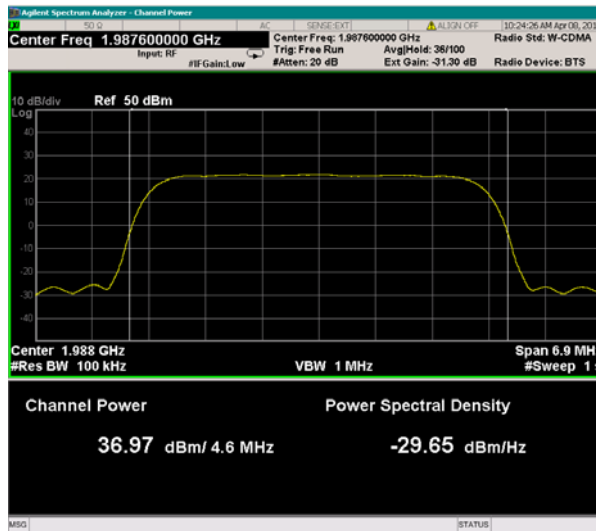 Agilent Spectrum Analyzer - Channel Power
50 Ω AC SENSE:EXT ALIGN OFF 10:24:26 AM Apr 08, 201
Center Freq 1.987600000 GHz Center Freq: 1.987600000 GHz Radio Std: W-CDMA
Input: RF Trig: Free Run Avg|Hold: 36/100
#IFGain:Low #Atten: 20 dB Ext Gain: -31.30 dB Radio Device: BTS
10 dB/div Ref 50 dBm
Log
40
30
20
10
0
-10
-20
-30
-40
Center 1.988 GHz Span 6.9 MH
#Res BW 100 kHz VBW 1 MHz #Sweep 1 s
Channel Power Power Spectral Density
36.97 dBm/ 4.6 MHz -29.65 dBm/Hz
MSG STATUS